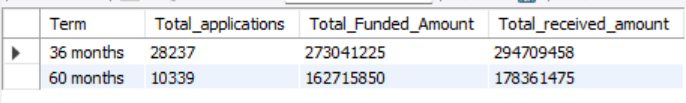 Term Total_applications Total_Funded_Amount Total_received_amount
36 months 28237 273041225 294709458
60 months 10339 162715850 178361475